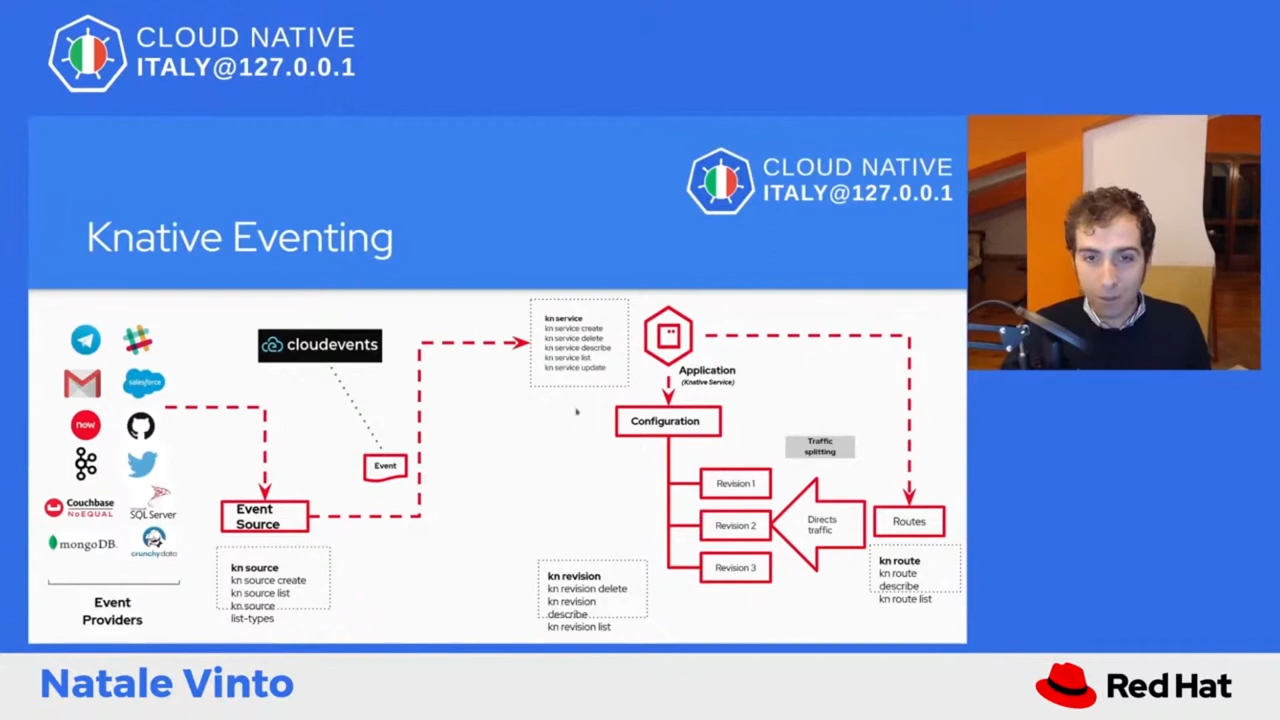 CLOUD NATIVE
ITALY@127.0.0.1
CLOUD NATIVE
ITALY@127.0.0.1
Knative Eventing
salesforce
now
Couchbase
NoEQUAL
SQL Server
mongoDB.
crunchydata
Event
Providers
cloudevents
Event
Event
Source
kn source
kn source create
kn source list
kn source
list-types
kn service
kn service create
kn service delete
kn service describe
kn service list
kn service update
Application
(Knative Service)
Configuration
Traffic
splitting
Revision 1
Revision 2
Revision 3
Directs
traffic
Routes
kn revision
kn revision delete
kn revision
describe
kn revision list
kn route
kn route
describe
kn route list
Natale Vinto
Red Hat